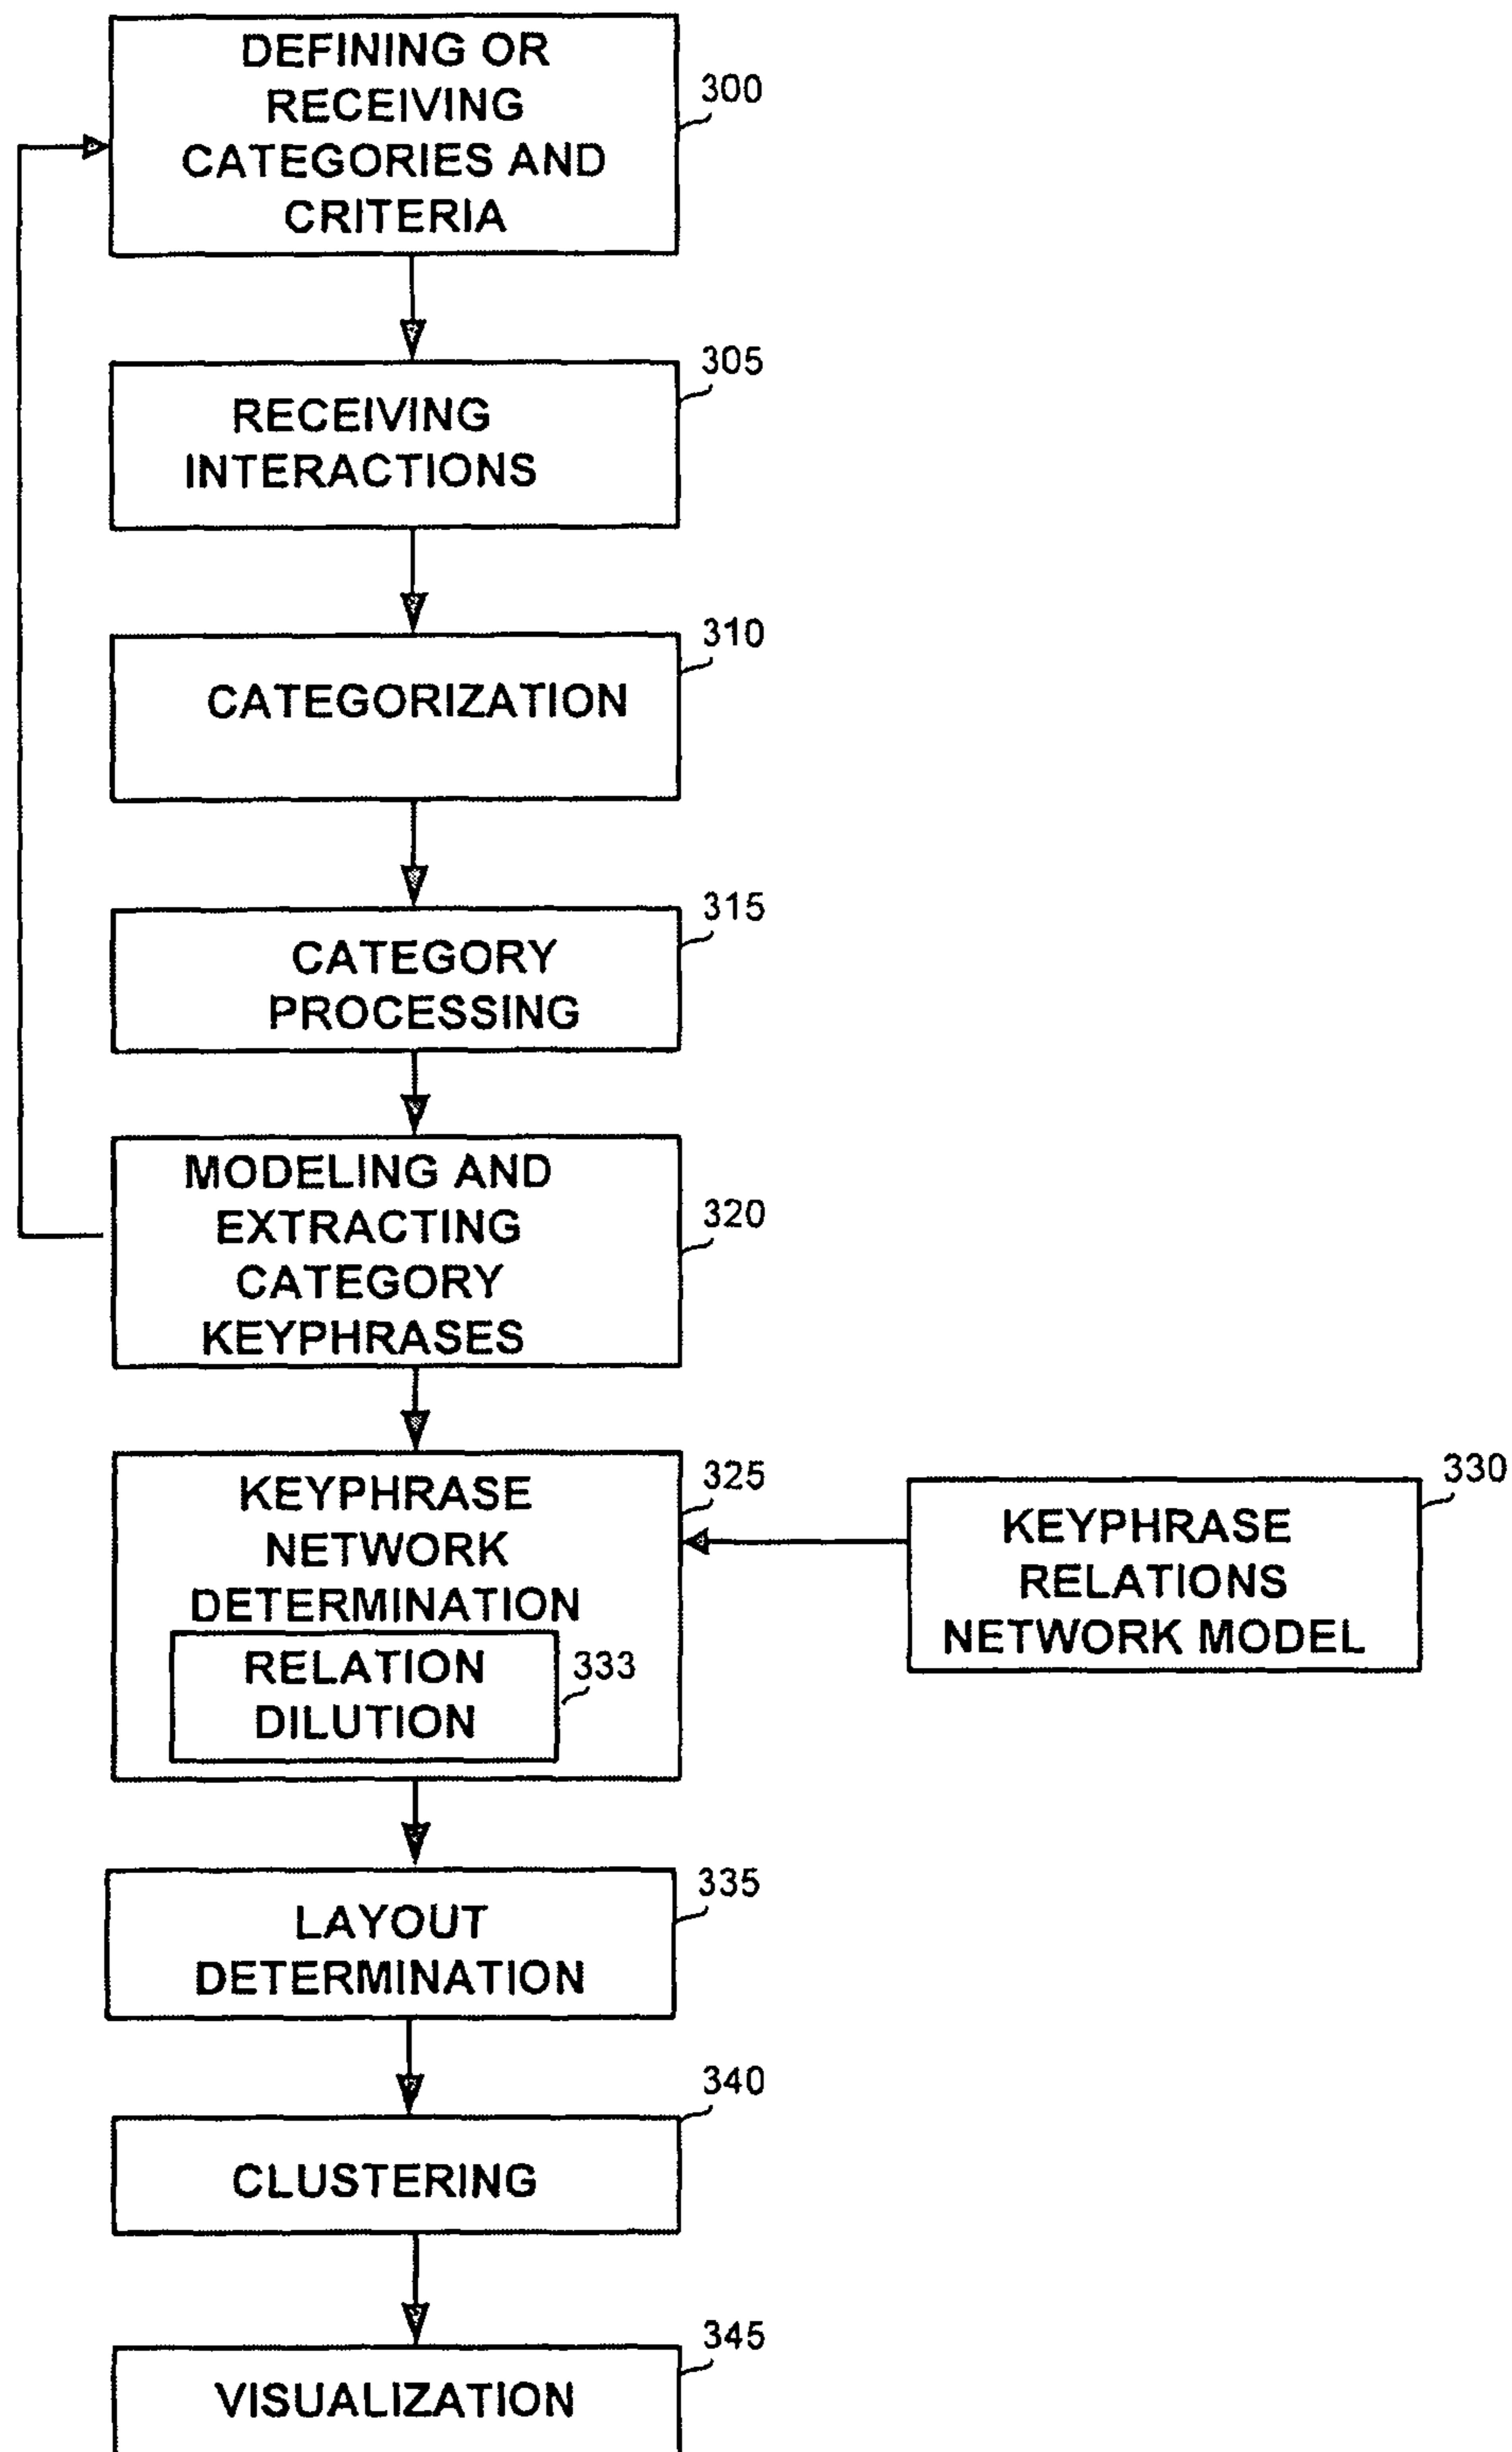 DEFINING OR
RECEIVING
CATEGORIES AND
CRITERIA
300
RECEIVING
INTERACTIONS
305
CATEGORIZATION
310
CATEGORY
PROCESSING
315
MODELING AND
EXTRACTING
CATEGORY
KEYPHRASES
320
KEYPHRASE
NETWORK
DETERMINATION
325
RELATION
DILUTION
333
KEYPHRASE
RELATIONS
NETWORK MODEL
330
LAYOUT
DETERMINATION
335
CLUSTERING
340
VISUALIZATION
345